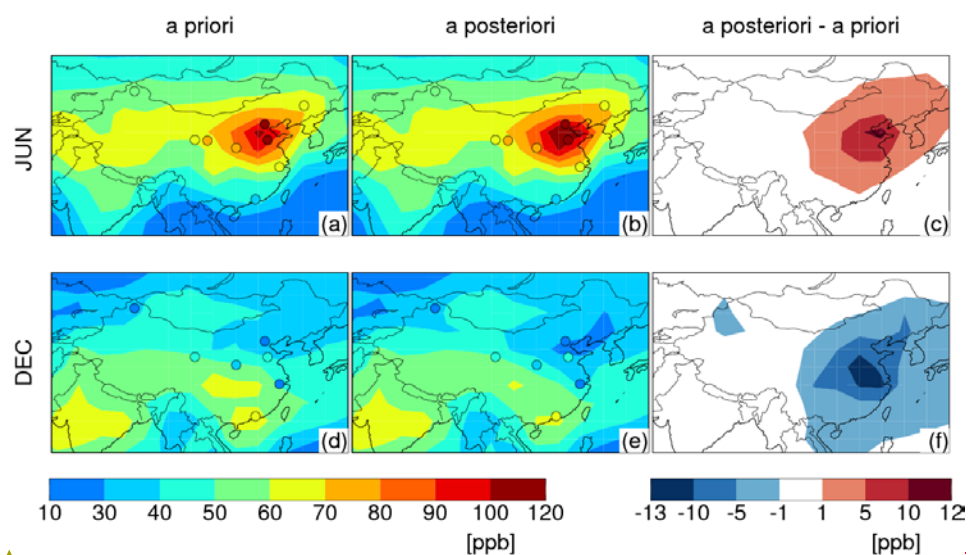 a priori a posteriori a posteriori - a priori
JUN
(a) (b) (c)
DEC
(d) (e) (f)
10 30 40 50 60 70 80 90 100 120 -13 -10 -5 -1 1 5 10 12
[ppb] [ppb]